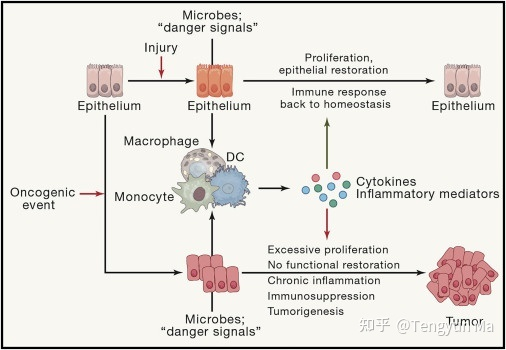 Microbes;
“danger signals”
Injury
Proliferation,
epithelial restoration
Epithelium
Epithelium
Immune response
back to homeostasis
Epithelium
Macrophage
DC
Oncogenic
event
Monocyte
Cytokines
Inflammatory mediators
Excessive proliferation
No functional restoration
Chronic inflammation
Immunosuppression
Tumorigenesis
Microbes;
“danger signals”
Tumor
知乎 @Tengyun Ma